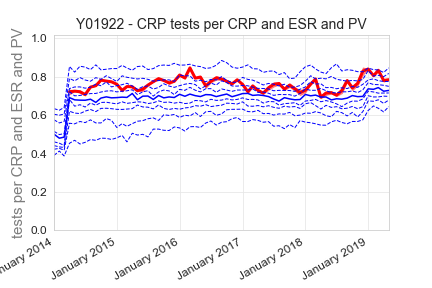 Y01922 - CRP tests per CRP and ESR and PV
tests per CRP and ESR and PV
1.0
0.8
0.6
0.4
0.2
0.0
nuary 2014
January 2015
January 2016
January 2017
January 2018
January 2019